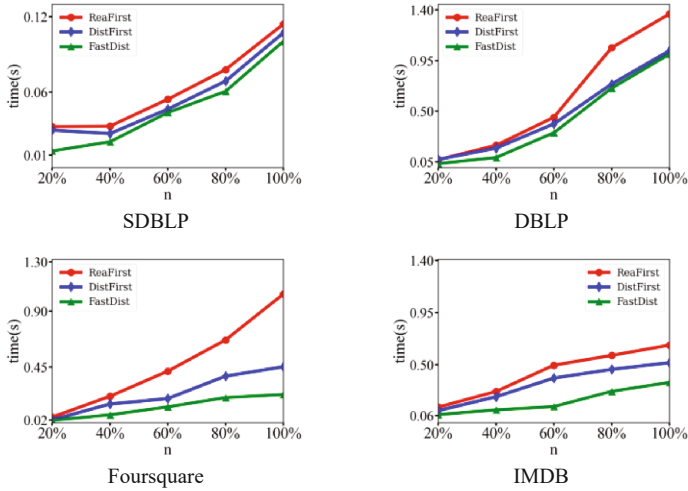 ReaFirst
DistFirst
FastDist
time(s)
0.12
0.06
0.01
20% 40% 60% 80% 100%
n
SDBLP
ReaFirst
DistFirst
FastDist
time(s)
1.40
0.95
0.50
0.05
20% 40% 60% 80% 100%
n
DBLP
ReaFirst
DistFirst
FastDist
time(s)
1.30
0.90
0.45
0.02
20% 40% 60% 80% 100%
n
Foursquare
ReaFirst
DistFirst
FastDist
time(s)
1.40
0.95
0.50
0.06
20% 40% 60% 80% 100%
n
IMDB